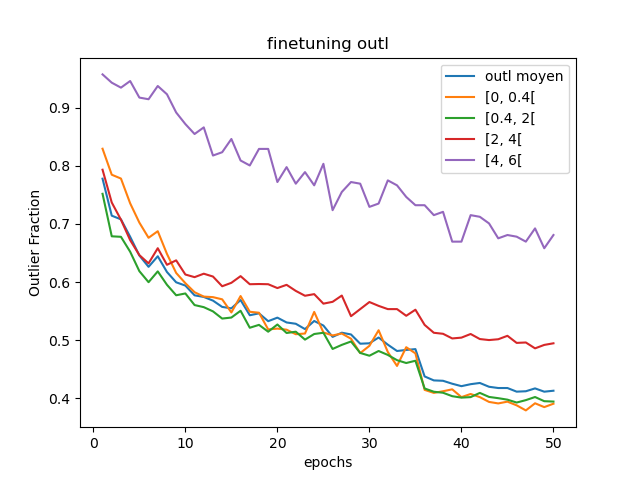 finetuning outl
outl moyen
[0, 0.4[
[0.4, 2[
[2, 4[
[4, 6[
Outlier Fraction
0.9
0.8
0.7
0.6
0.5
0.4
0 10 20 30 40 50
epochs